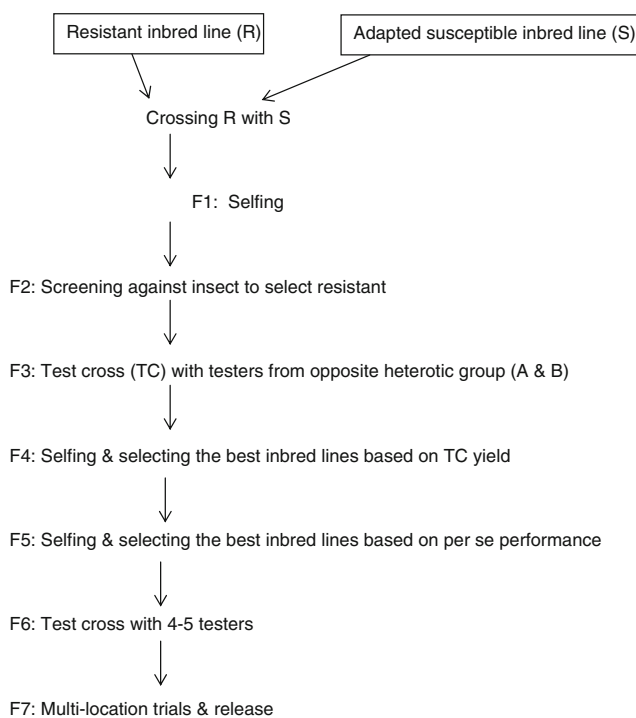 Resistant inbred line (R)
Adapted susceptible inbred line (S)
Crossing R with S
F1: Selfing
F2: Screening against insect to select resistant
F3: Test cross (TC) with testers from opposite heterotic group (A & B)
F4: Selfing & selecting the best inbred lines based on TC yield
F5: Selfing & selecting the best inbred lines based on per se performance
F6: Test cross with 4-5 testers
F7: Multi-location trials & release